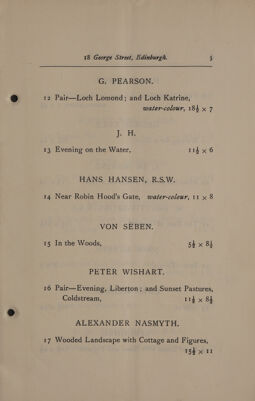 18 George Street, Edinburgh. 5
G. PEARSON.
12 Pair—Loch Lomond; and Loch Katrine,
water-colour, 18½ × 7
J. H.
13 Evening on the Water, 11½ × 6
HANS HANSEN, R.S.W.
14 Near Robin Hood's Gate, water-colour, 11 × 8
VON SEBEN.
15 In the Woods, 5½ × 8½
PETER WISHART.
16 Pair—Evening, Liberton; and Sunset Pastures,
Coldstream, 11½ × 8½
ALEXANDER NASMYTH.
17 Wooded Landscape with Cottage and Figures,
15½ × 11